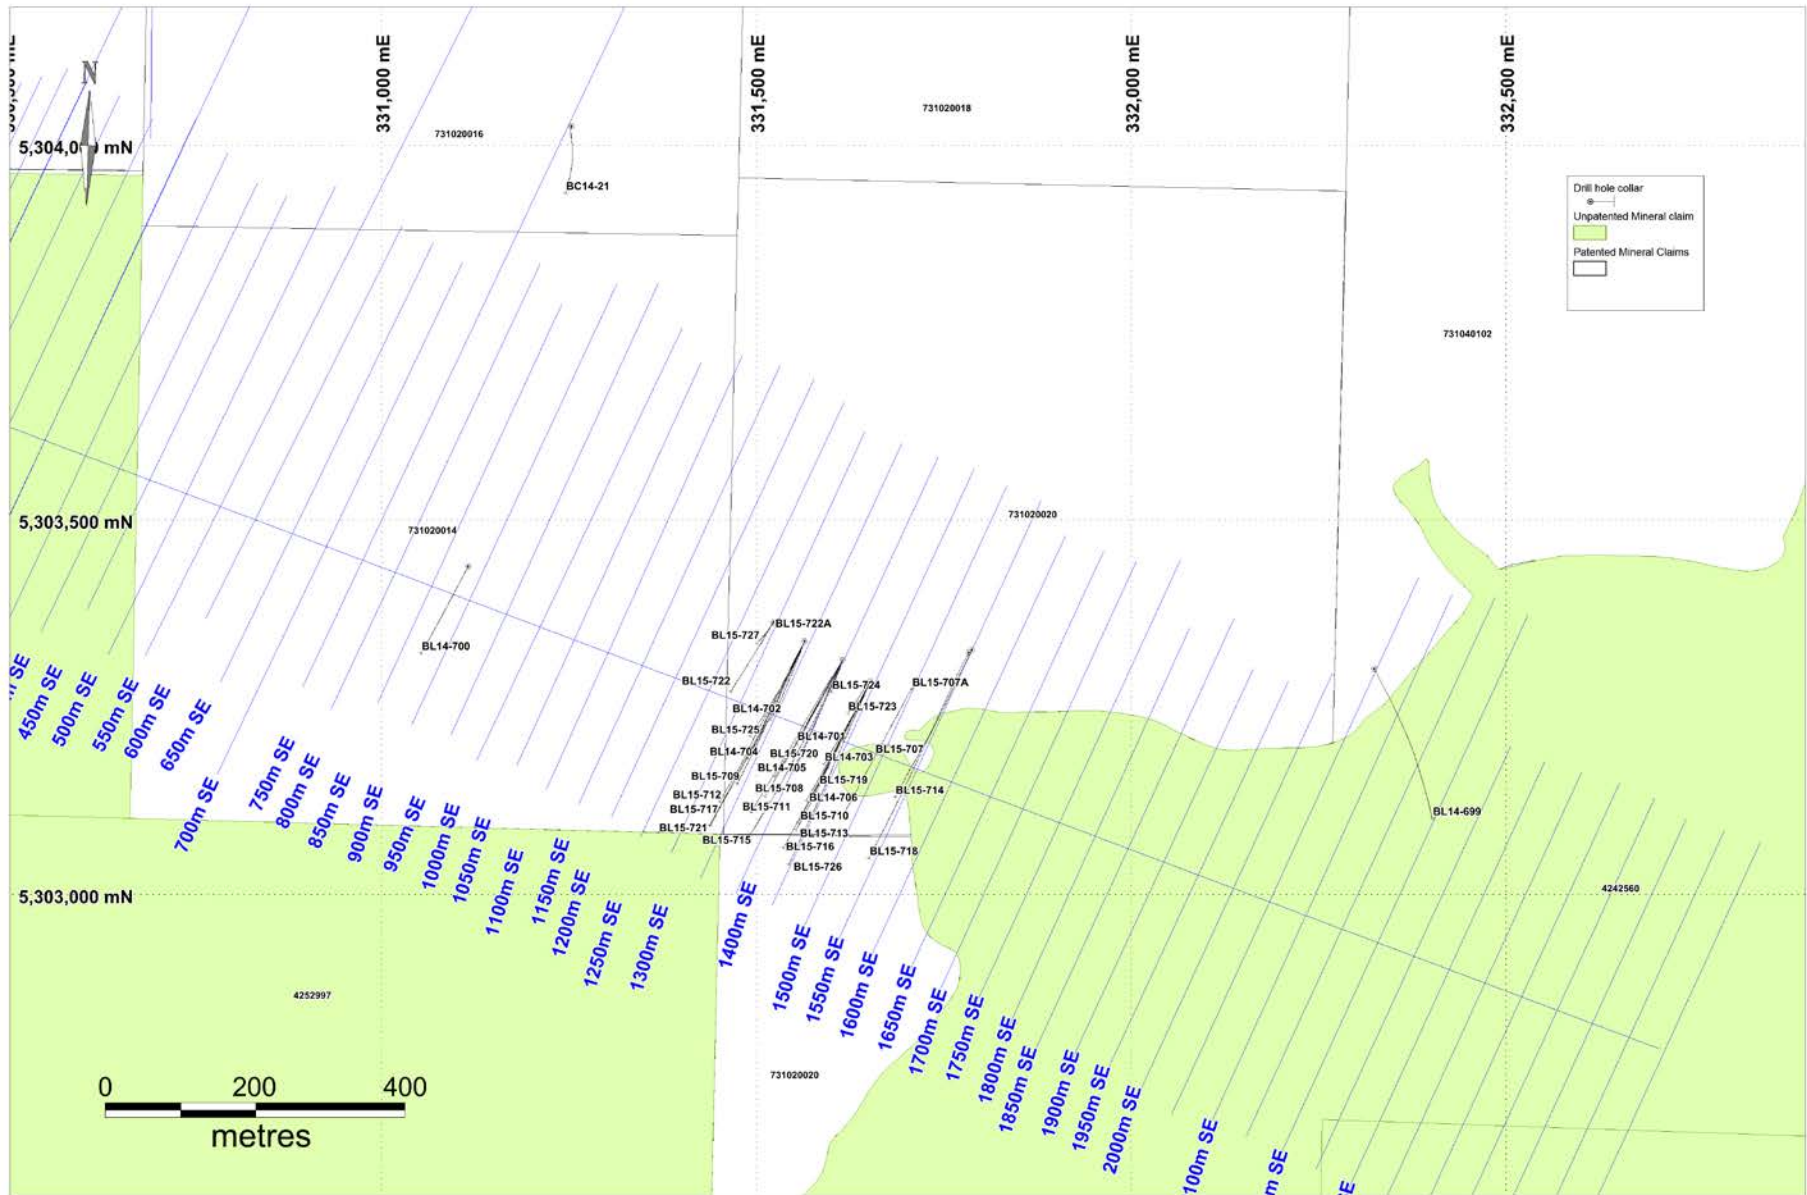 331,000 mE
331,500 mE
332,000 mE
332,500 mE
N
731020018
731020016
5,304,0 mN
BC14-21
Drill hole collar
Unpatented Mineral claim
Patented Mineral Claims
731040102
5,303,500 mN
731020014
731020020
BL15-722A
BL15-727
BL14-700
BL15-722
BL15-724
BL15-707A
BL14-702
BL15-723
BL15-725
BL14-701
BL14-704
BL15-720
BL15-707
BL14-703
BL14-705
BL15-709
BL15-719
BL15-708
BL15-714
BL15-712
BL14-706
BL15-717
BL15-711
BL15-710
BL14-699
BL15-721
BL15-713
BL15-715
BL15-716
BL15-718
BL15-726
5,303,000 mN
4242560
m SE
450m SE
500m SE
550m SE
600m SE
650m SE
700m SE
750m SE
800m SE
850m SE
900m SE
950m SE
1000m SE
1050m SE
1100m SE
1150m SE
1200m SE
1250m SE
1300m SE
1400m SE
1500m SE
1550m SE
1600m SE
1650m SE
1700m SE
1750m SE
1800m SE
1850m SE
1900m SE
1950m SE
2000m SE
100m SE
m SE
SE
4252997
731020020
0 200 400
metres